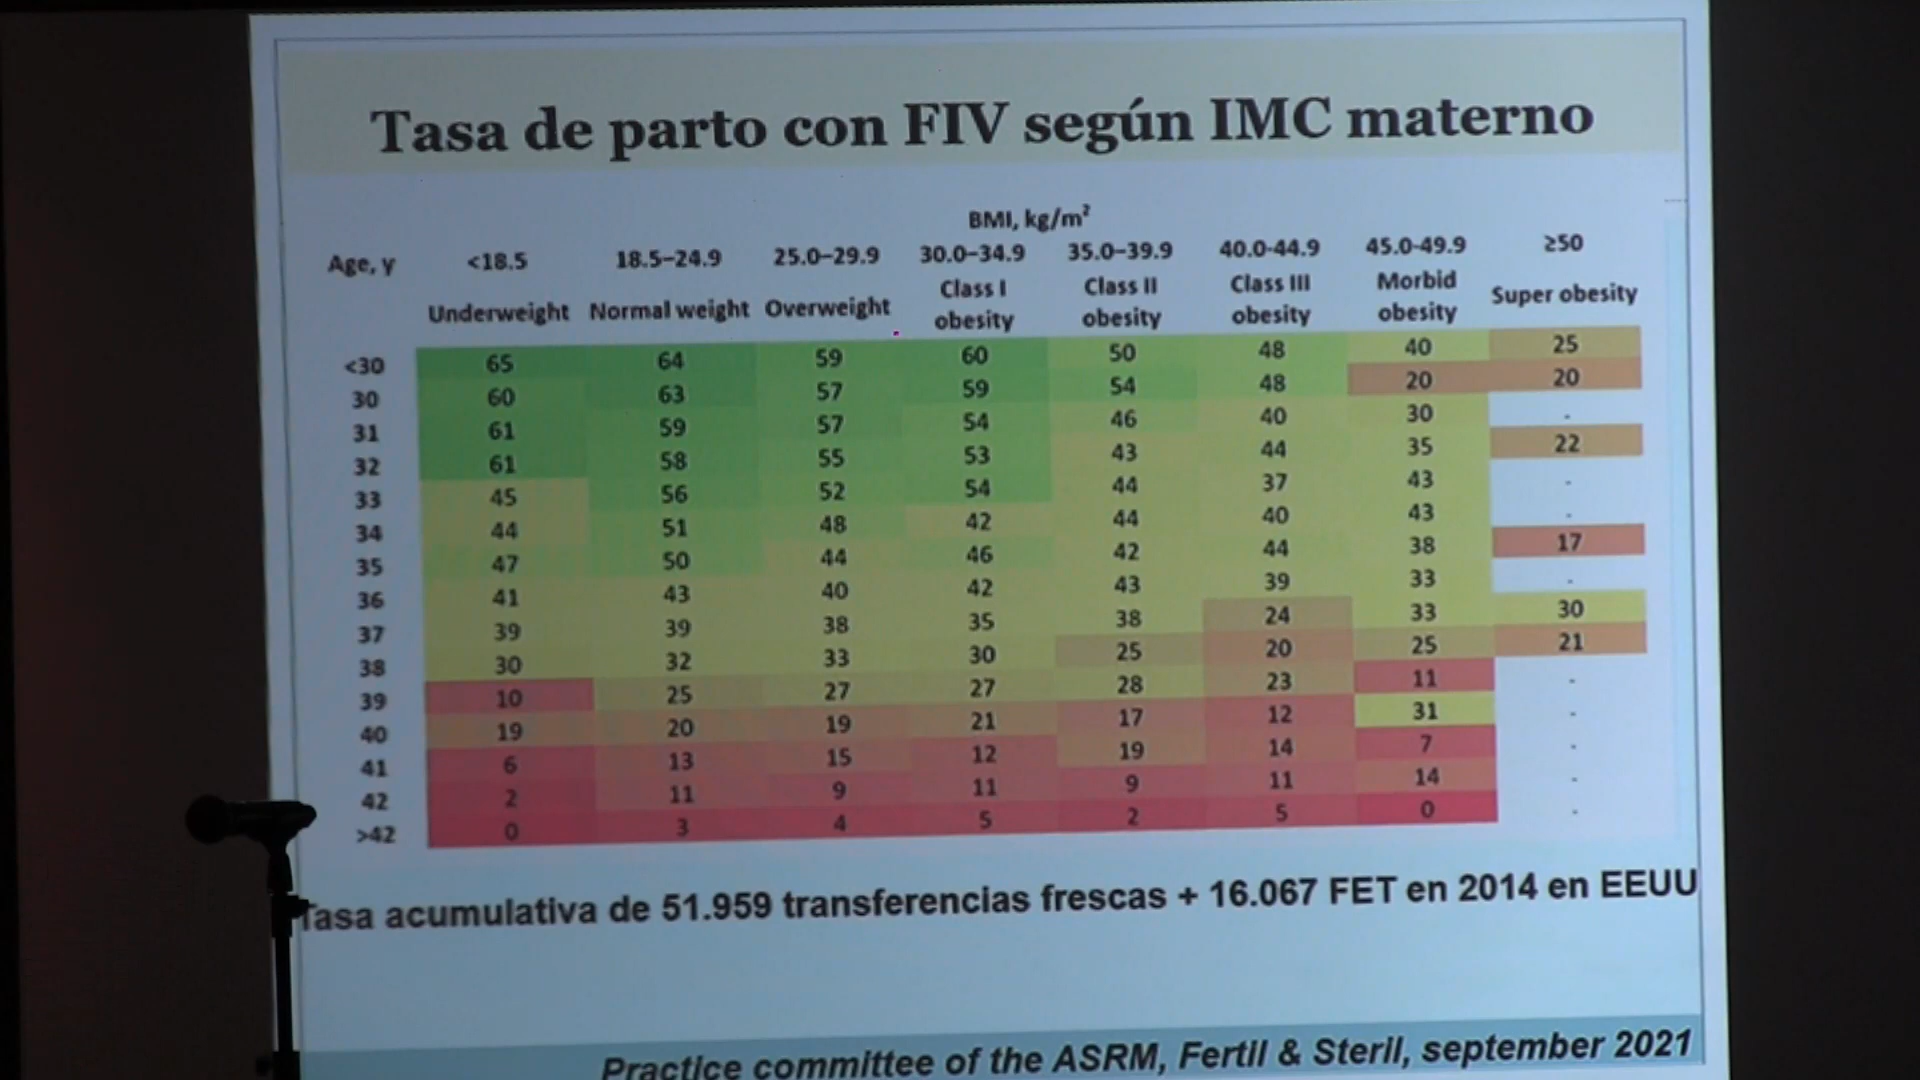 Tasa de parto con FIV según IMC materno
BMI, kg/m²
Age, y <18.5 18.5–24.9 25.0–29.9 30.0–34.9 35.0–39.9 40.0-44.9 45.0-49.9 ≥50
Underweight Normal weight Overweight Class I obesity Class II obesity Class III obesity Morbid obesity Super obesity
<30 65 64 59 60 50 48 40 25
30 60 63 57 59 54 48 20 20
31 61 59 57 54 46 40 30 .
32 61 58 55 53 43 44 35 22
33 45 56 52 54 44 37 43 .
34 44 51 48 42 44 40 43 .
35 47 50 44 46 42 44 38 17
36 41 43 40 42 43 39 33 .
37 39 39 38 35 38 24 33 30
38 30 32 33 30 25 20 25 21
39 10 25 27 27 28 23 11 .
40 19 20 19 21 17 12 31 .
41 6 13 15 12 19 14 7 .
42 2 11 9 11 9 11 14 .
>42 0 3 4 5 2 5 0 .
Tasa acumulativa de 51.959 transferencias frescas + 16.067 FET en 2014 en EEUU
Practice committee of the ASRM, Fertil & Steril, september 2021